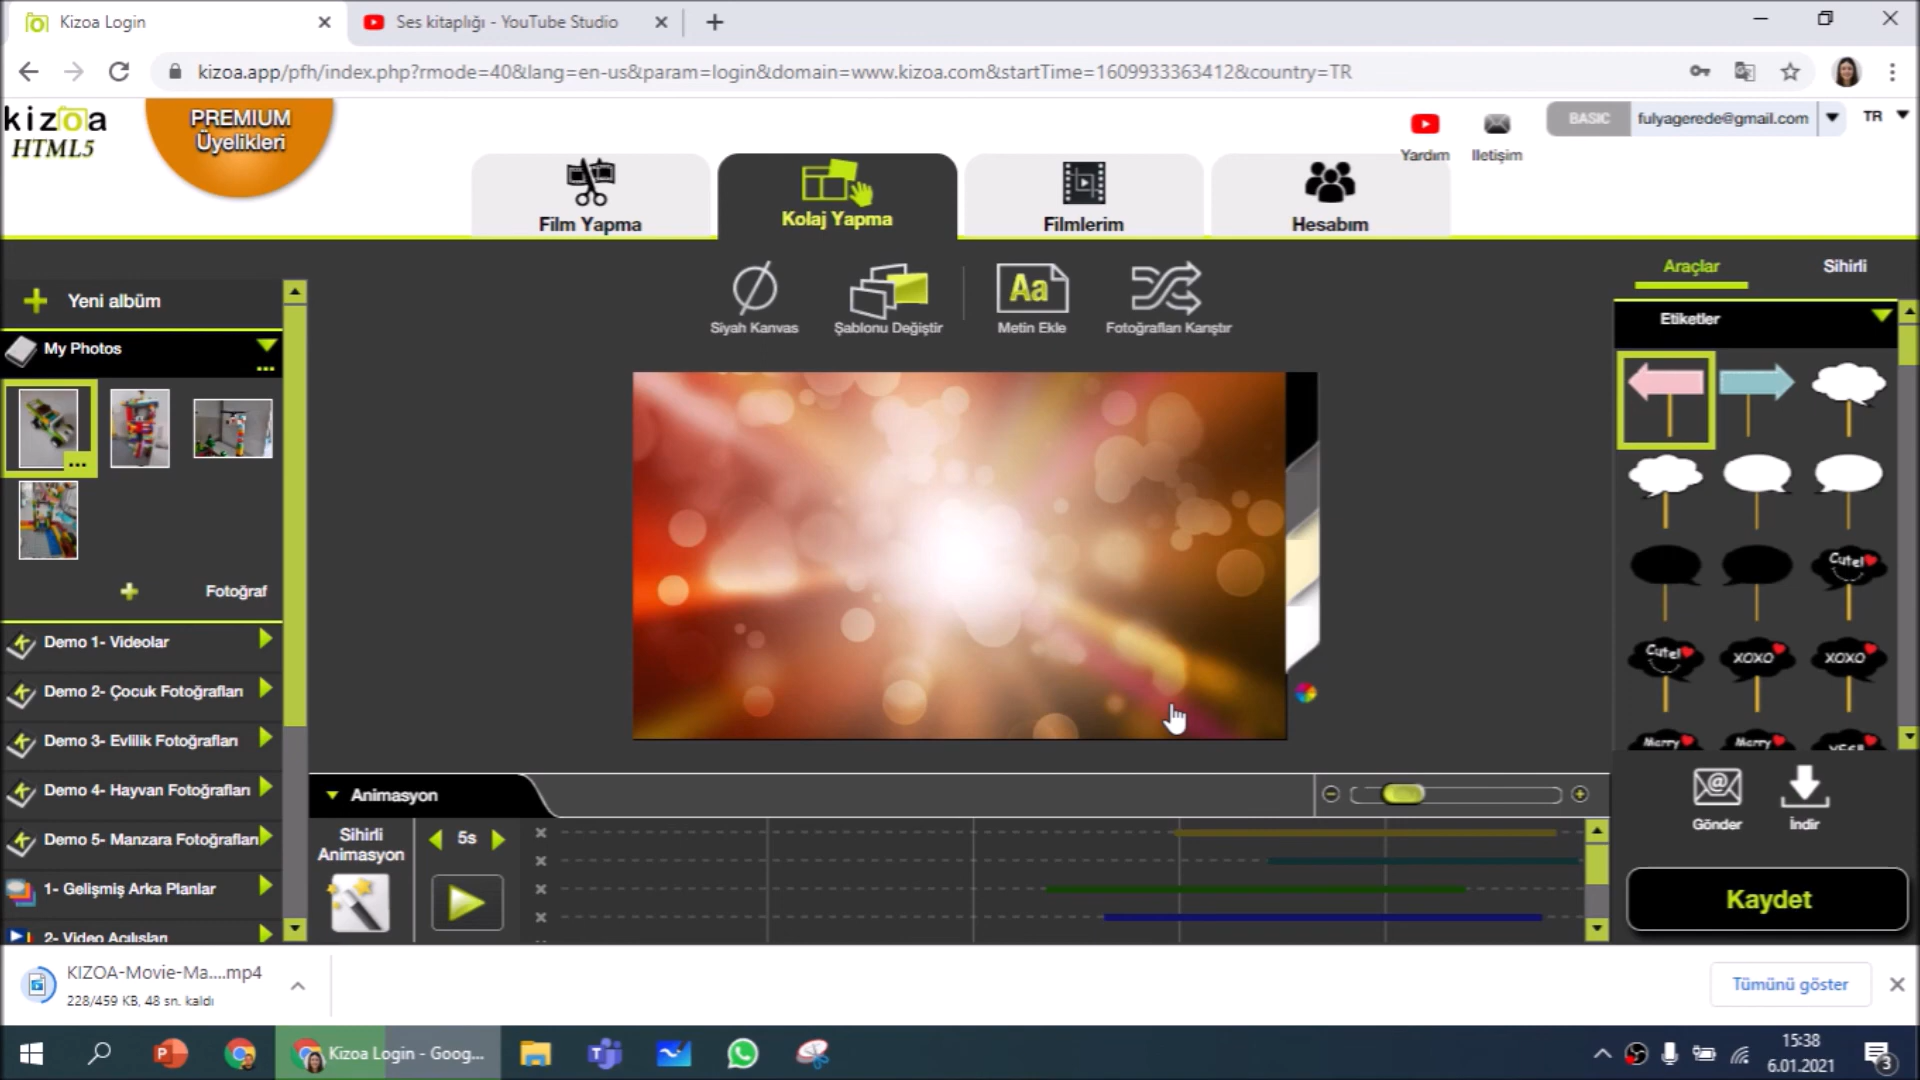 Kizoa Login
Ses kitaplığı - YouTube Studio
kizoa.app/pfh/index.php?rmode=40&lang=en-us&param=login&domain=www.kizoa.com&startTime=1609933363412&country=TR
kizoa
HTML5
PREMIUM
Üyelikleri
Film Yapma
Kolaj Yapma
Filmlerim
Hesabım
Yardım
Iletişim
BASIC
fulyagerede@gmail.com
TR
Yeni albüm
My Photos
Fotoğraf
Demo 1- Videolar
Demo 2- Çocuk Fotoğrafları
Demo 3- Evlilik Fotoğrafları
Demo 4- Hayvan Fotoğrafları
Demo 5- Manzara Fotoğrafları
1- Gelişmiş Arka Planlar
2- Video Açılışları
Siyah Kanvas
Şablonu Değiştir
Aa
Metin Ekle
Fotoğrafları Karıştır
Araçlar
Sihirli
Etiketler
Cute!
Cute!
XOXO
XOXO
Marry
Marry
YES!!
Gönder
İndir
Kaydet
Animasyon
Sihirli
Animasyon
5s
KIZOA-Movie-Ma....mp4
228/459 KB, 48 sn. kaldı
Tümünü göster
Kizoa Login - Goog...
15:38
6.01.2021
3